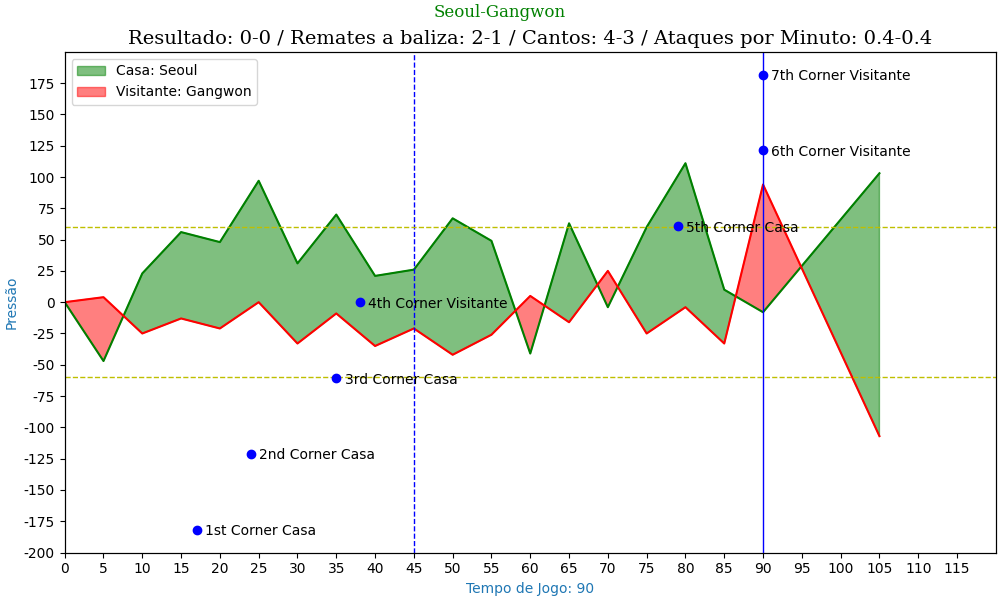 Seoul-Gangwon
Resultado: 0-0 / Remates a baliza: 2-1 / Cantos: 4-3 / Ataques por Minuto: 0.4-0.4
Casa: Seoul
Visitante: Gangwon
7th Corner Visitante
6th Corner Visitante
5th Corner Casa
4th Corner Visitante
3rd Corner Casa
2nd Corner Casa
1st Corner Casa
Pressão
175
150
125
100
75
50
25
0
-25
-50
-75
-100
-125
-150
-175
-200
0 5 10 15 20 25 30 35 40 45 50 55 60 65 70 75 80 85 90 95 100 105 110 115
Tempo de Jogo: 90